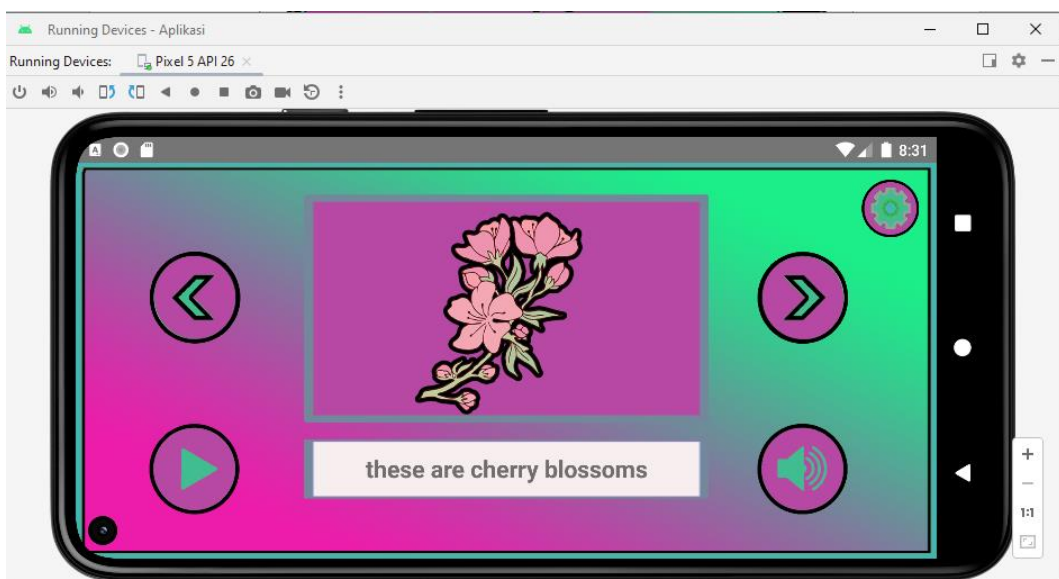 Running Devices - Aplikasi
Running Devices: Pixel 5 API 26
8:31
these are cherry blossoms
1:1